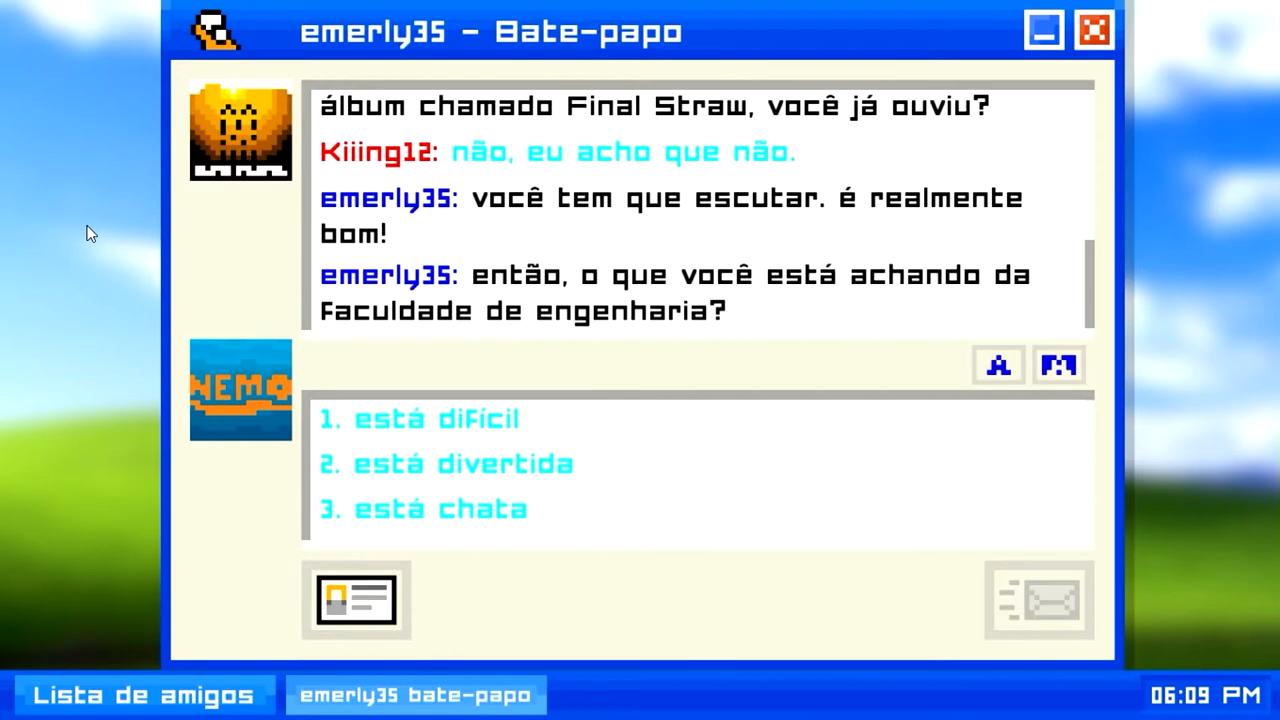 emerly35 - Bate-papo
álbum chamado Final Straw, você já ouviu?
Kiiing12: não, eu acho que não.
emerly35: você tem que escutar. é realmente
bom!
emerly35: então, o que você está achando da
faculdade de engenharia?
NEMO
A
1. está difícil
2. está divertida
3. está chata
Lista de amigos
emerly35 bate-papo
06:09 PM